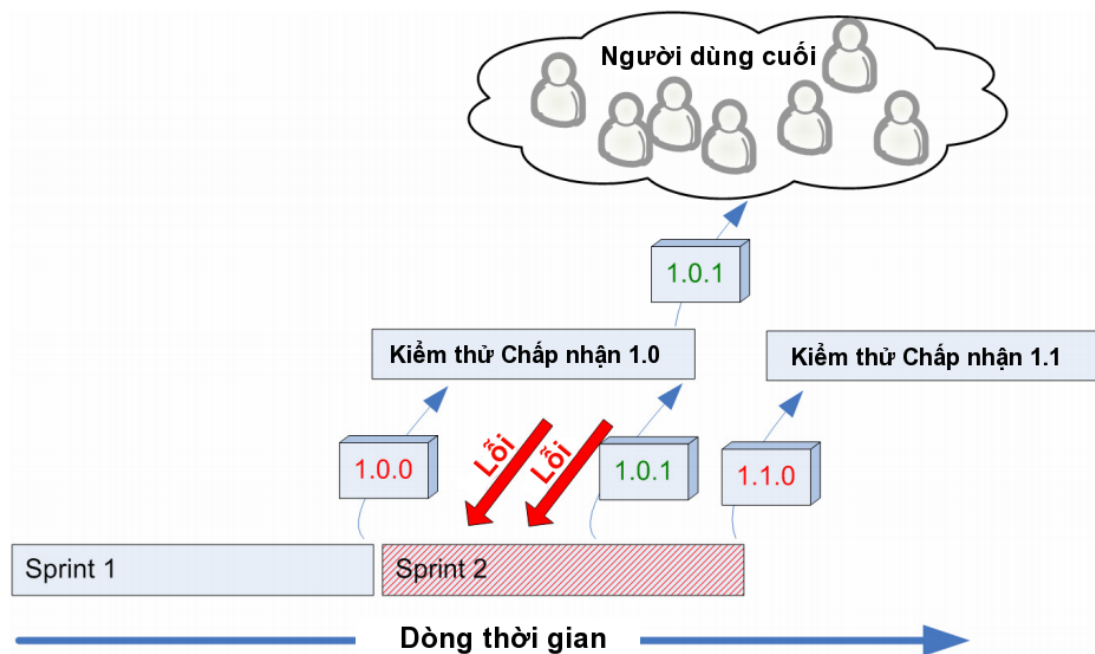 Người dùng cuối
1.0.1
Kiểm thử Chấp nhận 1.0
Kiểm thử Chấp nhận 1.1
1.0.0
Lỗi
Lỗi
1.0.1
1.1.0
Sprint 1
Sprint 2
Dòng thời gian